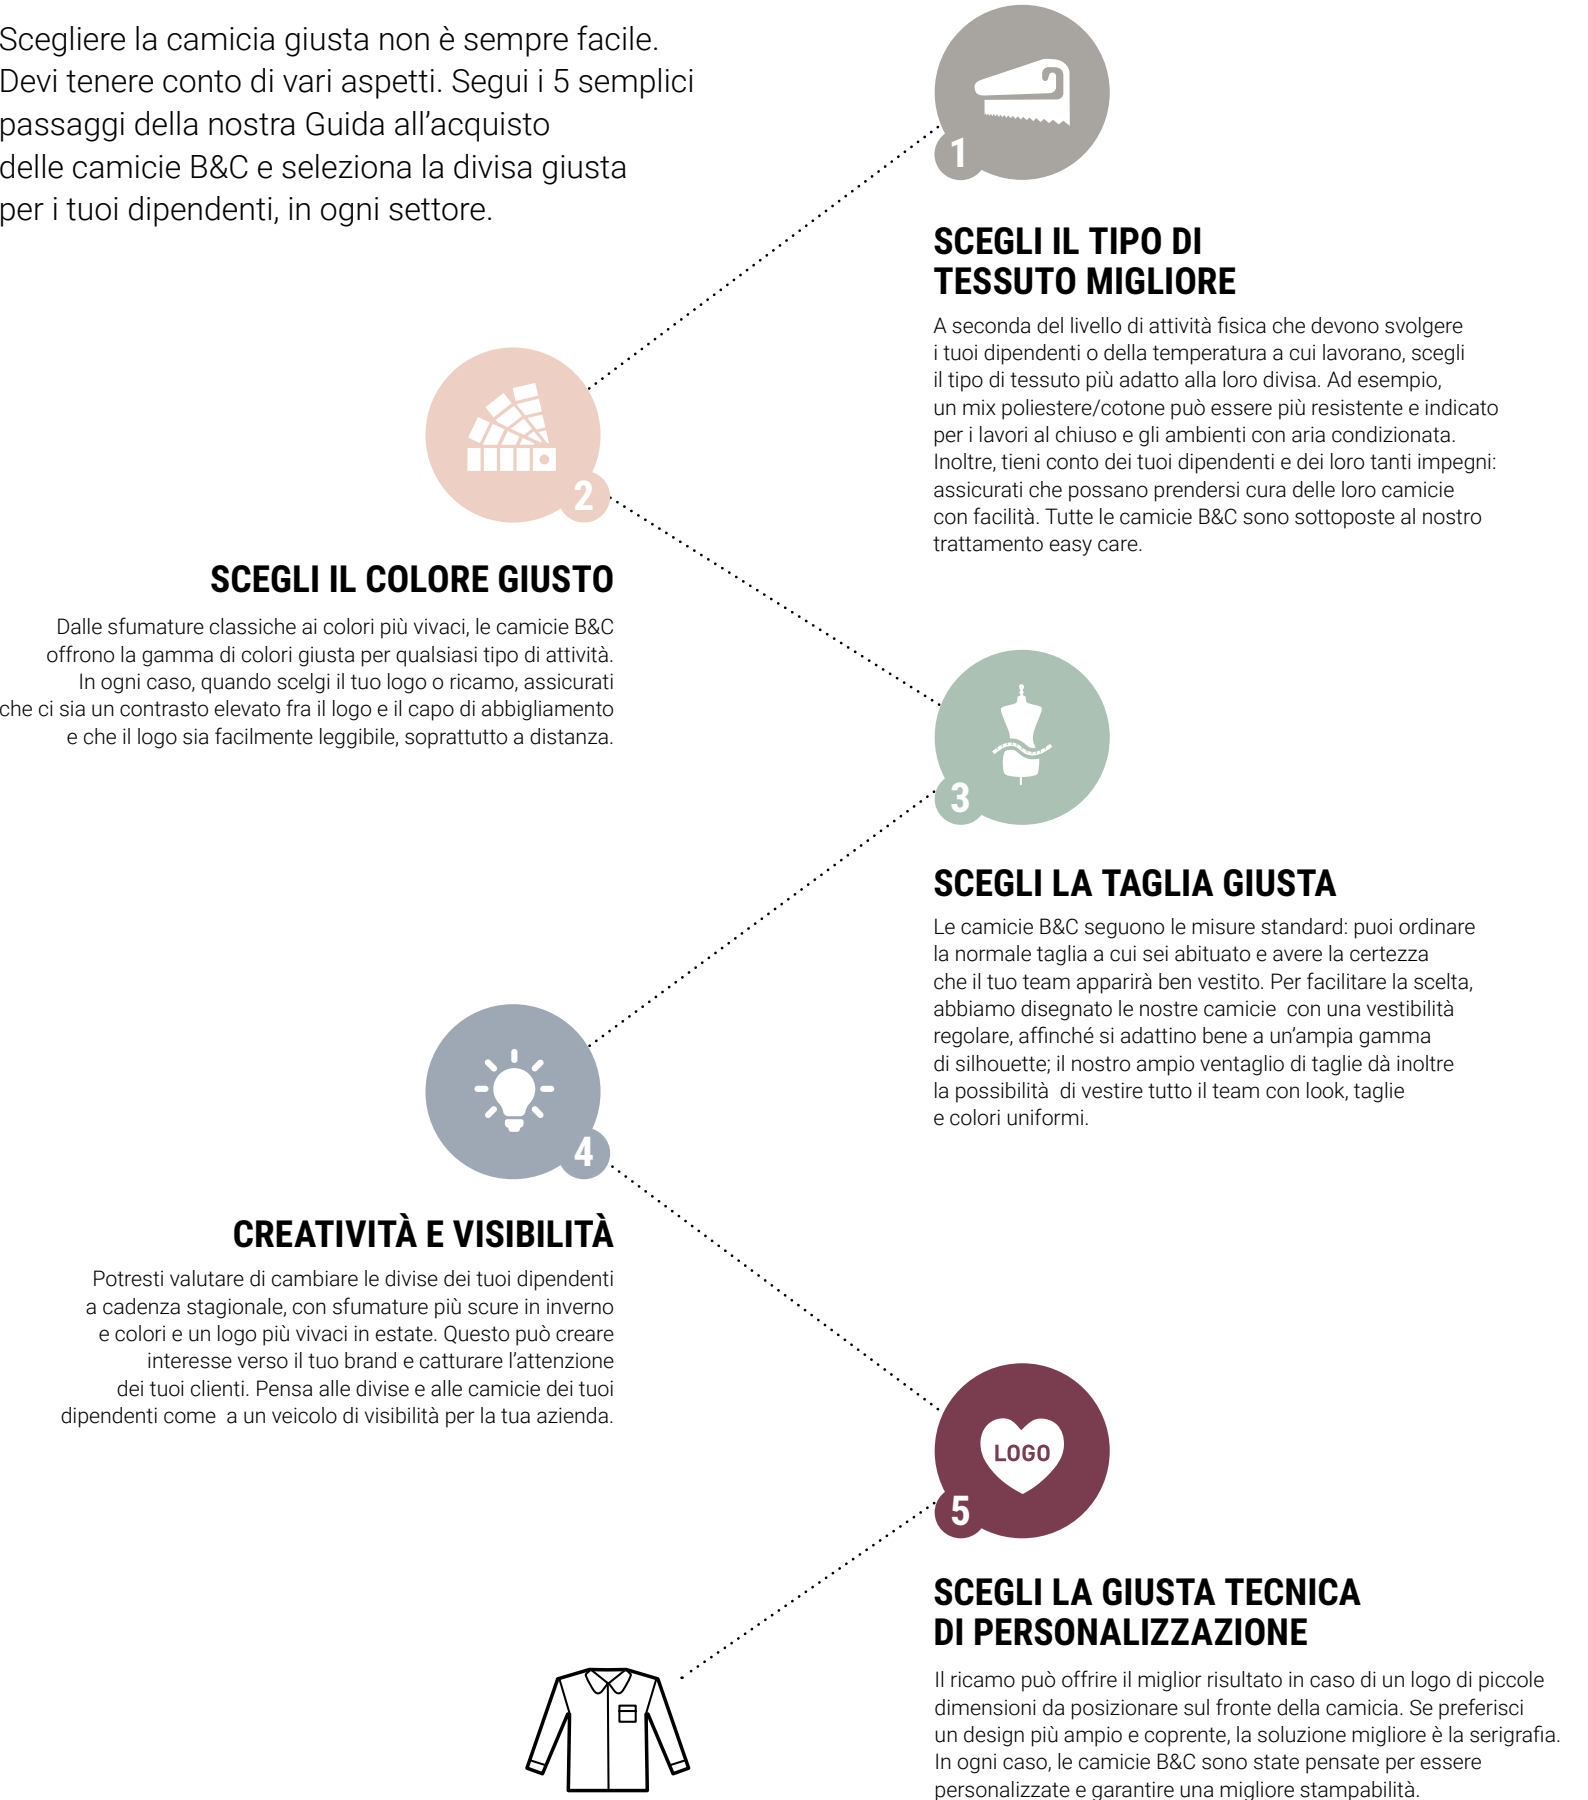 Scegliere la camicia giusta non è sempre facile.
Devi tenere conto di vari aspetti. Segui i 5 semplici
passaggi della nostra Guida all’acquisto
delle camicie B&C e seleziona la divisa giusta
per i tuoi dipendenti, in ogni settore.
1
SCEGLI IL TIPO DI
TESSUTO MIGLIORE
A seconda del livello di attività fisica che devono svolgere
i tuoi dipendenti o della temperatura a cui lavorano, scegli
il tipo di tessuto più adatto alla loro divisa. Ad esempio,
un mix poliestere/cotone può essere più resistente e indicato
per i lavori al chiuso e gli ambienti con aria condizionata.
Inoltre, tieni conto dei tuoi dipendenti e dei loro tanti impegni:
assicurati che possano prendersi cura delle loro camicie
con facilità. Tutte le camicie B&C sono sottoposte al nostro
trattamento easy care.
2
SCEGLI IL COLORE GIUSTO
Dalle sfumature classiche ai colori più vivaci, le camicie B&C
offrono la gamma di colori giusta per qualsiasi tipo di attività.
In ogni caso, quando scelgi il tuo logo o ricamo, assicurati
che ci sia un contrasto elevato fra il logo e il capo di abbigliamento
e che il logo sia facilmente leggibile, soprattutto a distanza.
3
SCEGLI LA TAGLIA GIUSTA
Le camicie B&C seguono le misure standard: puoi ordinare
la normale taglia a cui sei abituato e avere la certezza
che il tuo team apparirà ben vestito. Per facilitare la scelta,
abbiamo disegnato le nostre camicie con una vestibilità
regolare, affinché si adattino bene a un’ampia gamma
di silhouette; il nostro ampio ventaglio di taglie dà inoltre
la possibilità di vestire tutto il team con look, taglie
e colori uniformi.
4
CREATIVITÀ E VISIBILITÀ
Potresti valutare di cambiare le divise dei tuoi dipendenti
a cadenza stagionale, con sfumature più scure in inverno
e colori e un logo più vivaci in estate. Questo può creare
interesse verso il tuo brand e catturare l’attenzione
dei tuoi clienti. Pensa alle divise e alle camicie dei tuoi
dipendenti come a un veicolo di visibilità per la tua azienda.
LOGO
5
SCEGLI LA GIUSTA TECNICA
DI PERSONALIZZAZIONE
Il ricamo può offrire il miglior risultato in caso di un logo di piccole
dimensioni da posizionare sul fronte della camicia. Se preferisci
un design più ampio e coprente, la soluzione migliore è la serigrafia.
In ogni caso, le camicie B&C sono state pensate per essere
personalizzate e garantire una migliore stampabilità.